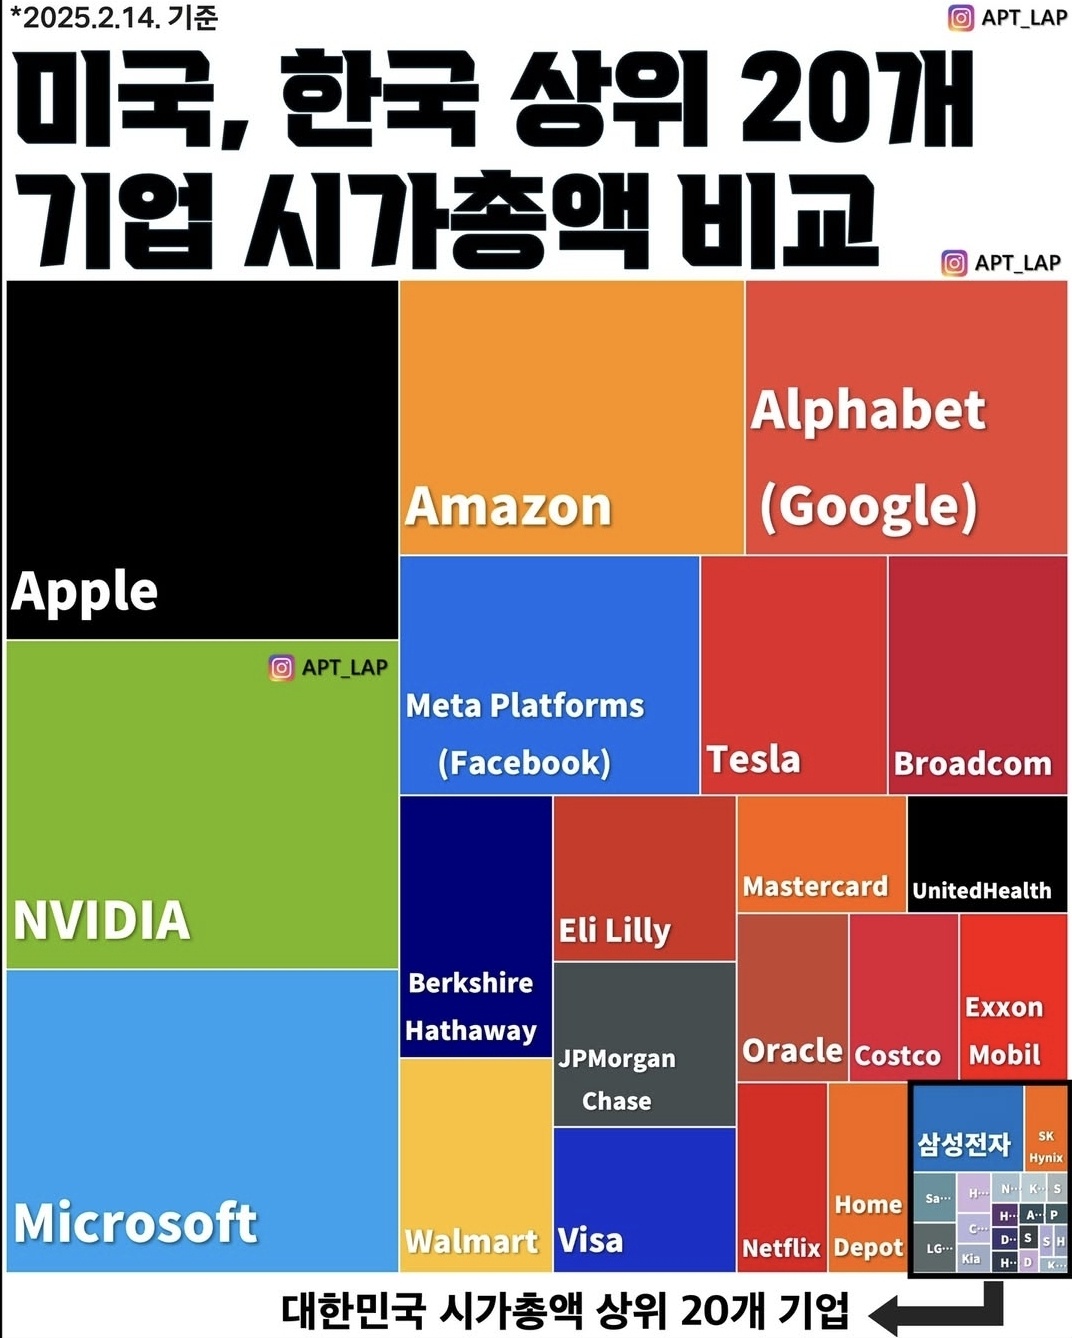 *2025.2.14. 기준
APT_LAP
미국, 한국 상위 20개
기업 시가총액 비교
APT_LAP
Apple
Amazon
Alphabet
(Google)
APT_LAP
NVIDIA
Meta Platforms
(Facebook)
Tesla
Broadcom
Microsoft
Berkshire
Hathaway
Eli Lilly
Mastercard
UnitedHealth
JPMorgan
Chase
Oracle
Costco
Exxon
Mobil
Walmart
Visa
Netflix
Home
Depot
삼성전자
SK
Hynix
Sa…
H…
N…
K…
S
H…
A…
P
LG…
C…
D…
S
S
H
Kia
H…
D
K…
대한민국 시가총액 상위 20개 기업